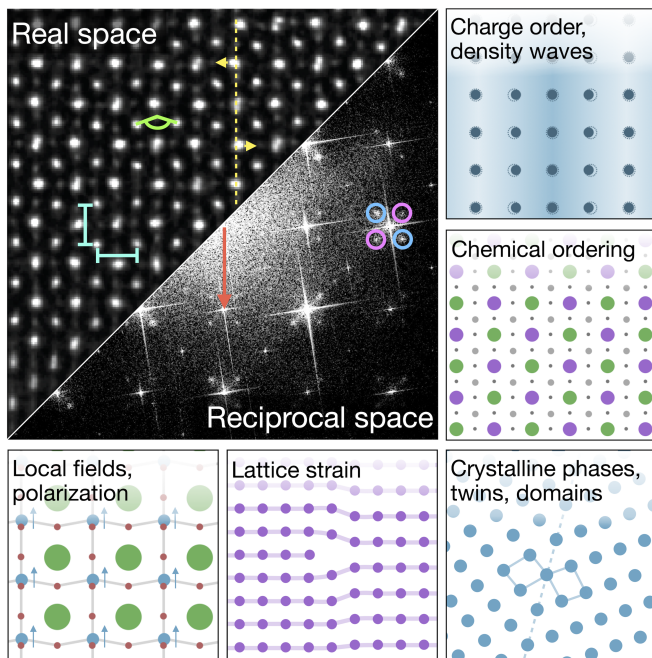 Real space
Reciprocal space
Charge order,
density waves
Chemical ordering
Local fields,
polarization
Lattice strain
Crystalline phases,
twins, domains